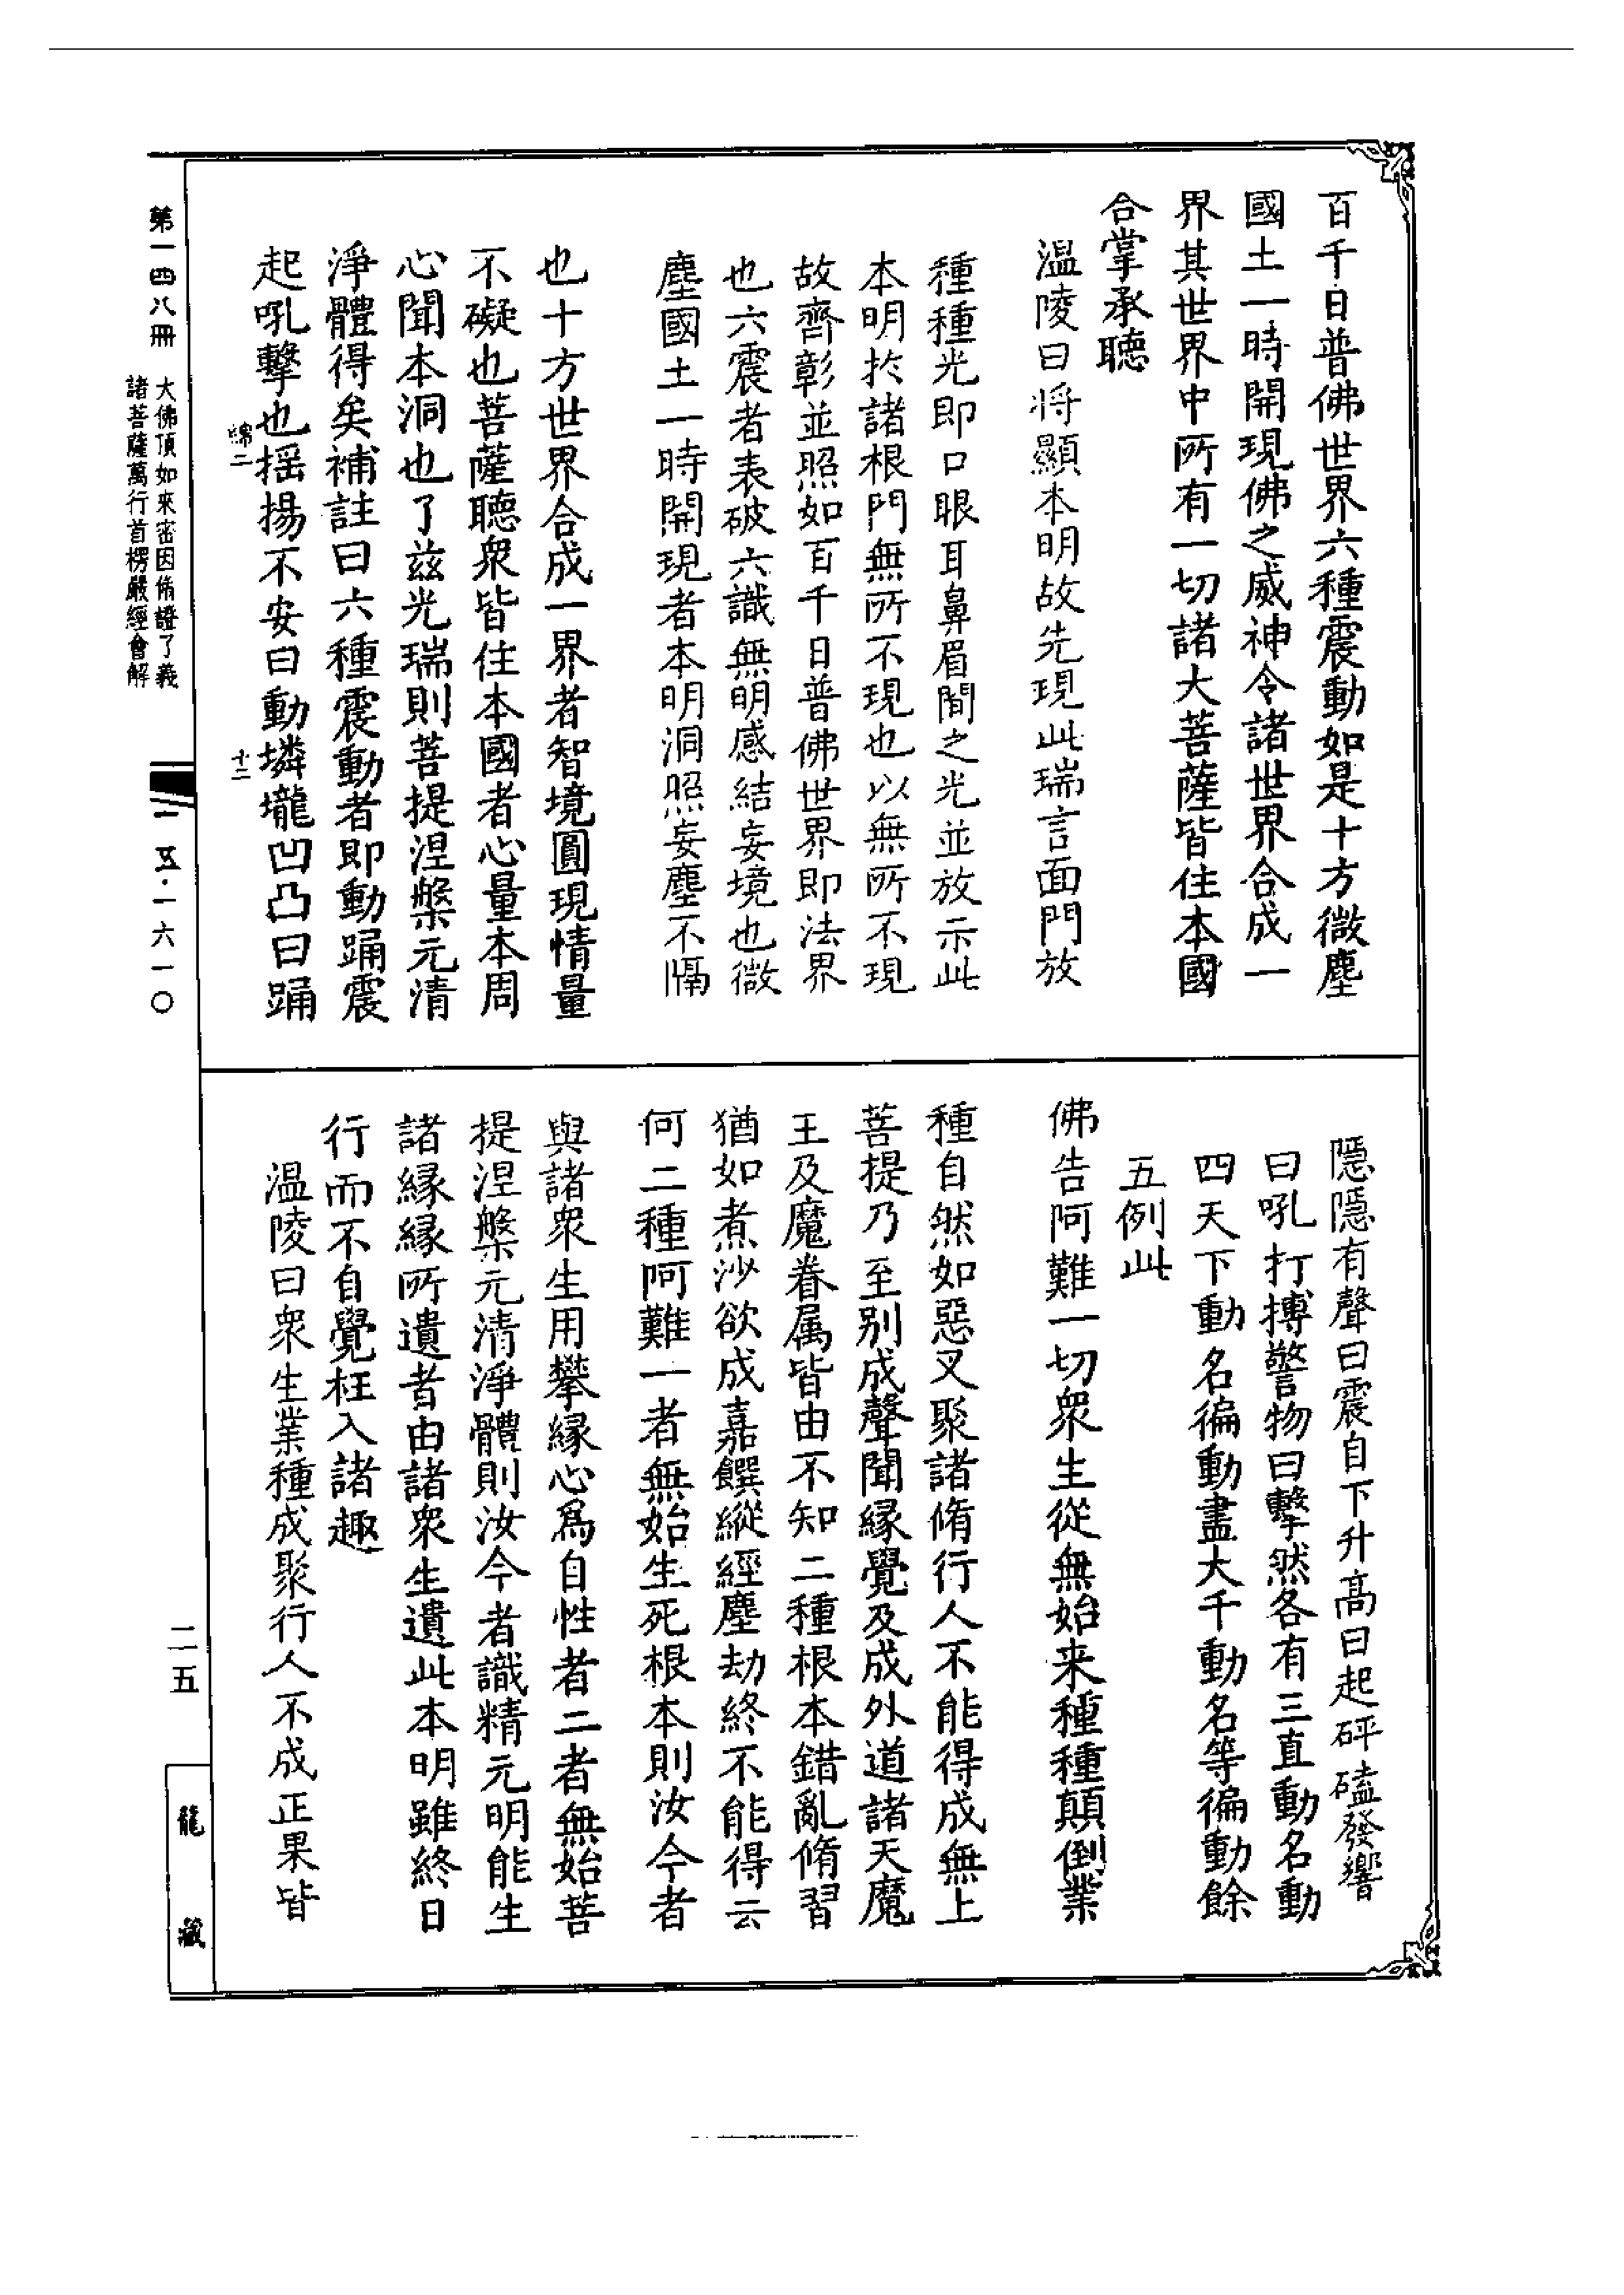 百千日普佛世界六種震動如是十方微塵
國土一時開現佛之威神令諸世界合成一
界其世界中所有一切諸大菩薩皆住本國
合掌承聽
溫陵曰將顯本明故先現此瑞言面門放
種種光即口眼耳鼻眉間之光並放示此
本明於諸根門無所不現也以無所不現
故齊彰並照如百千日普佛世界即法界
也六震者表破六識無明感結妄境也微
塵國土一時開現者本明洞照妄塵不隔
也十方世界合成一界者智境圓現情量
不礙也菩薩聽衆皆住本國者心量本周
心聞本洞也了兹光瑞則菩提涅槃元清
淨體得矣補註曰六種震動者即動踊震
起吼擊也揺揚不安曰動壔壠凹凸曰踊
隱隱有聲曰震自下升高曰起砰磕發響
曰吼打搏警物曰擊然各有三直動名動
四天下動名徧動盡大千動名等徧動餘
五例此
佛告阿難一切衆生從無始来種種顛倒業
種自然如惡叉聚諸脩行人不能得成無上
菩提乃至别成聲聞緣覺及成外道諸天魔
王及魔眷属皆由不知二種根本錯亂脩習
猶如煮沙欲成嘉饌縱經塵劫終不能得云
何二種阿難一者無始生死根本則汝今者
與諸衆生用攀緣心爲自性者二者無始菩
提涅槃元清淨體則汝今者識精元明能生
諸緣緣所遺者由諸衆生遺此本明雖終日
行而不自覺枉入諸趣
溫陵曰衆生業種成聚行人不成正果皆
第一四八冊
大佛頂如來密因脩證了義
諸菩薩萬行首楞嚴經會解
綿二
十二
一五·一六一〇
二五
龍藏